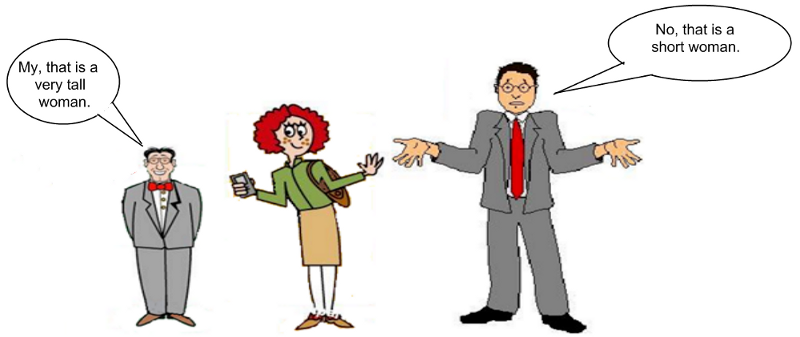 My, that is a
very tall
woman.
No, that is a
short woman.